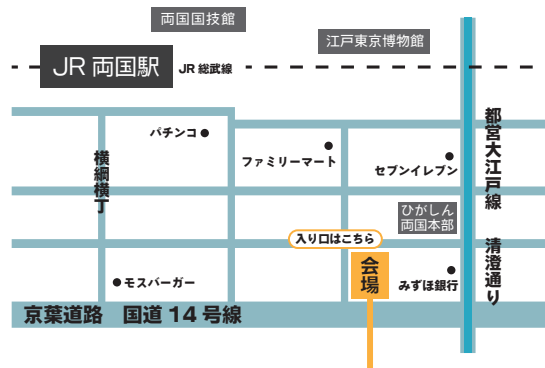 両国国技館
江戸東京博物館
JR 両国駅
JR 総武線
パチンコ
ファミリーマート
セブンイレブン
都営大江戸線
横綱横丁
ひがしん
両国本部
入り口はこちら
会場
清澄通り
モスバーガー
みずほ銀行
京葉道路 国道 14 号線